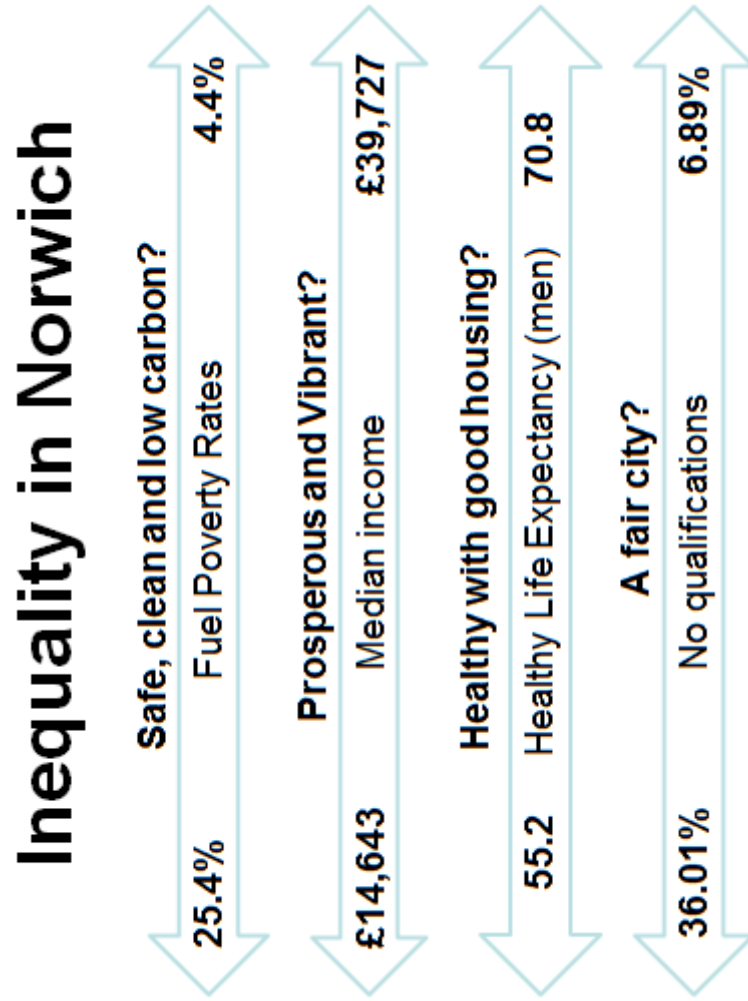 Inequality in Norwich
Safe, clean and low carbon?
25.4% Fuel Poverty Rates 4.4%
Prosperous and Vibrant?
£14,643 Median income £39,727
Healthy with good housing?
55.2 Healthy Life Expectancy (men) 70.8
A fair city?
36.01% No qualifications 6.89%